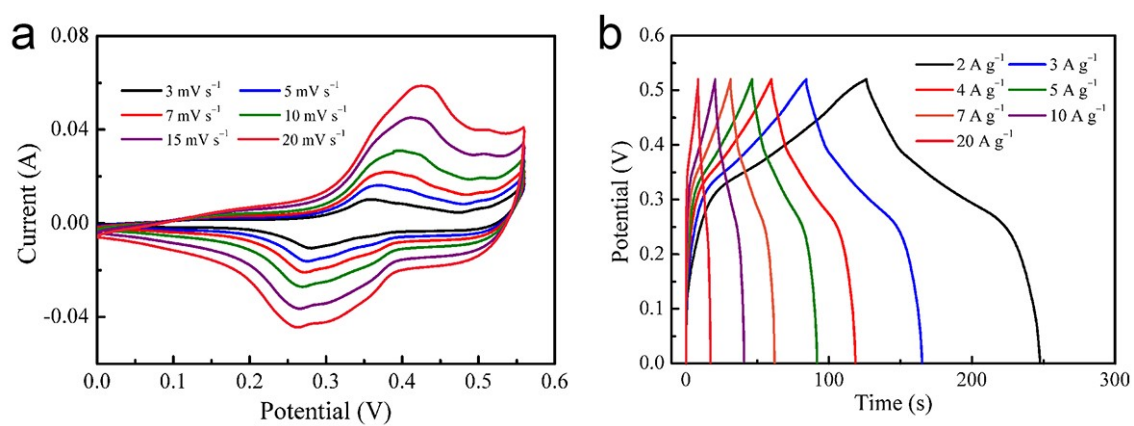 a
0.08
0.04
0.00
-0.04
Current (A)
3 mV s⁻¹ 5 mV s⁻¹
7 mV s⁻¹ 10 mV s⁻¹
15 mV s⁻¹ 20 mV s⁻¹
0.0 0.1 0.2 0.3 0.4 0.5 0.6
Potential (V)
b
0.6
0.5
0.4
0.3
0.2
0.1
0.0
Potential (V)
2 A g⁻¹ 3 A g⁻¹
4 A g⁻¹ 5 A g⁻¹
7 A g⁻¹ 10 A g⁻¹
20 A g⁻¹
0 100 200 300
Time (s)